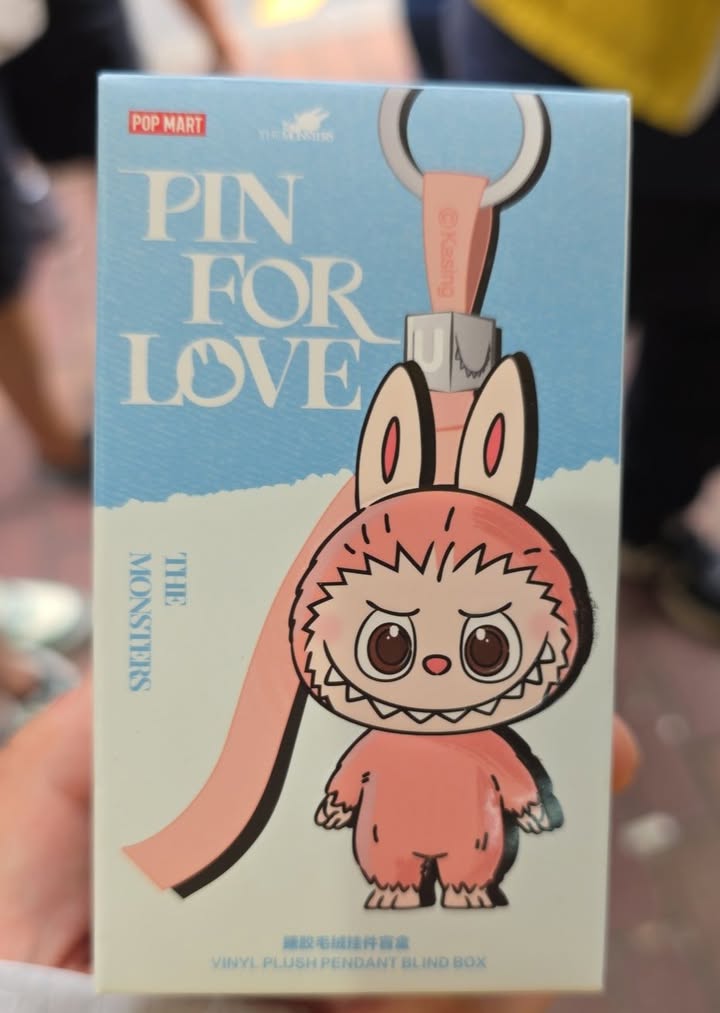 POP MART
THE MONSTERS
PIN
FOR
LOVE
©Kasing
U
THE
MONSTERS
搪胶毛绒挂件盲盒
VINYL PLUSH PENDANT BLIND BOX